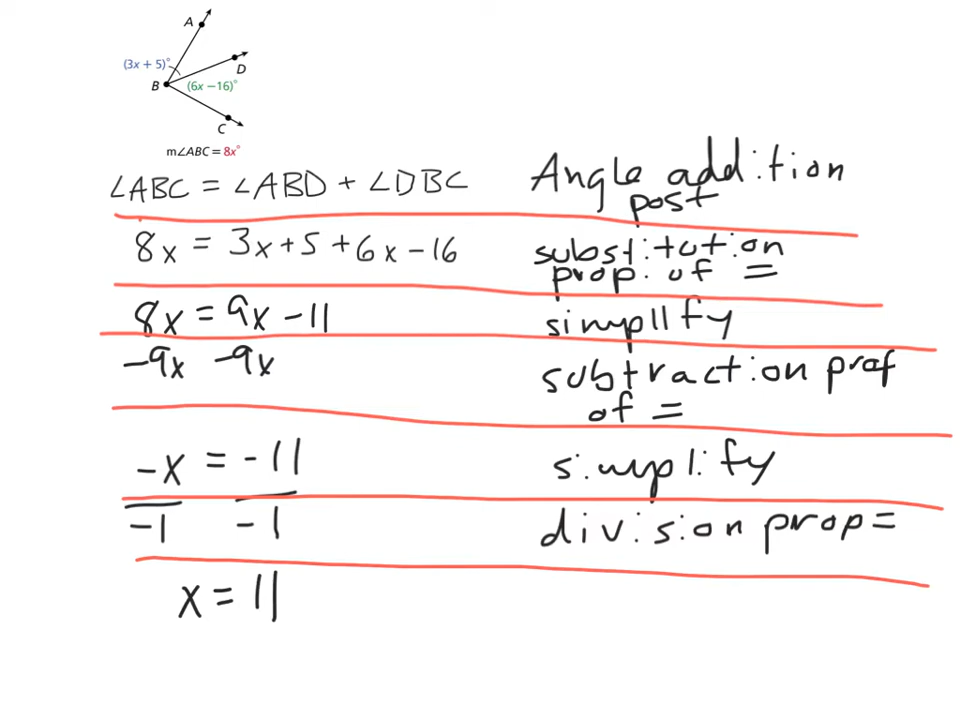 A
(3x + 5)°
D
B
(6x – 16)°
C
m∠ABC = 8x°
∠ABC = ∠ABD + ∠DBC Angle addition
post
8x = 3x+5 +6x -16 substitution
prop. of =
8x = 9x -11 simplify
-9x -9x subtraction prof
of =
-x = -11 simplify
-1 -1 division prop=
x = 11